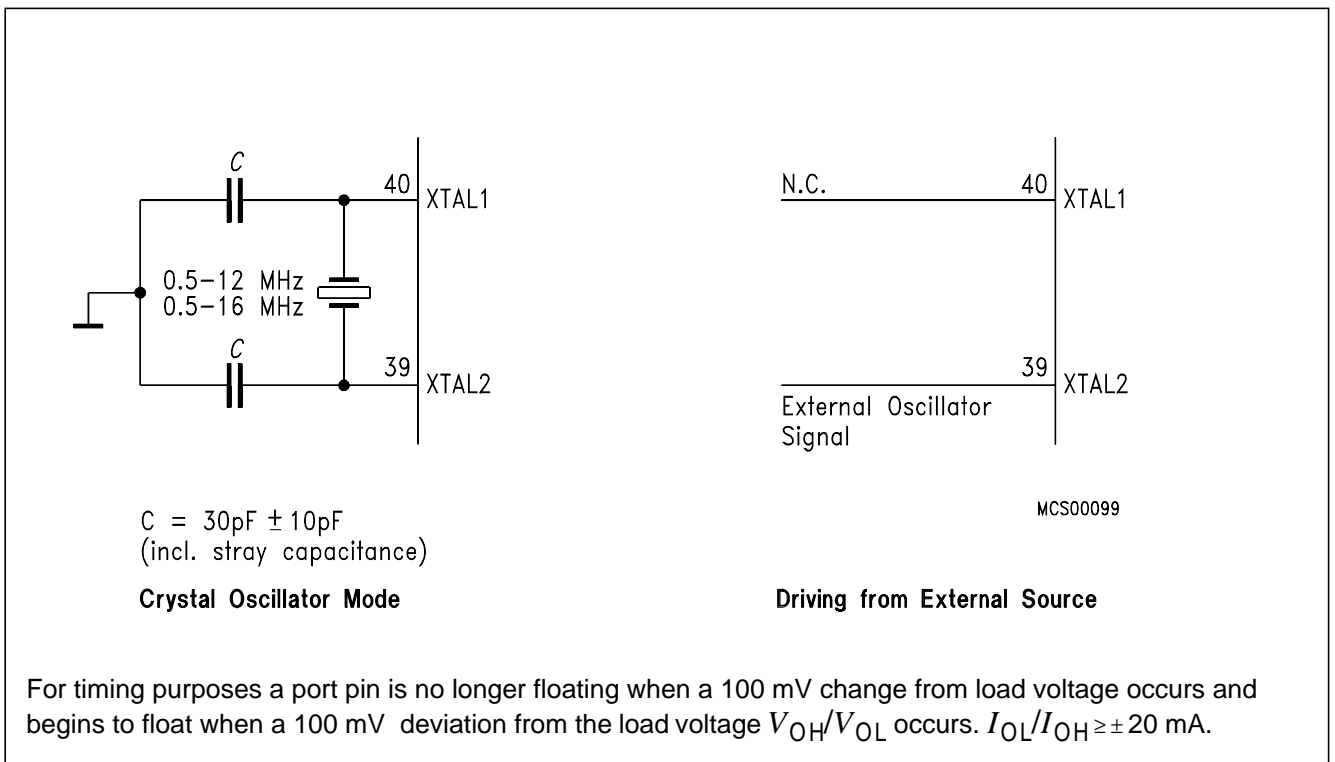 C
40
XTAL1
0.5-12 MHz
0.5-16 MHz
C
39
XTAL2
C = 30pF ± 10pF
(incl. stray capacitance)
Crystal Oscillator Mode
N.C.
40
XTAL1
39
XTAL2
External Oscillator
Signal
MCS00099
Driving from External Source
For timing purposes a port pin is no longer floating when a 100 mV change from load voltage occurs and
begins to float when a 100 mV deviation from the load voltage VOH/VOL occurs. IOL/IOH ≥ ± 20 mA.